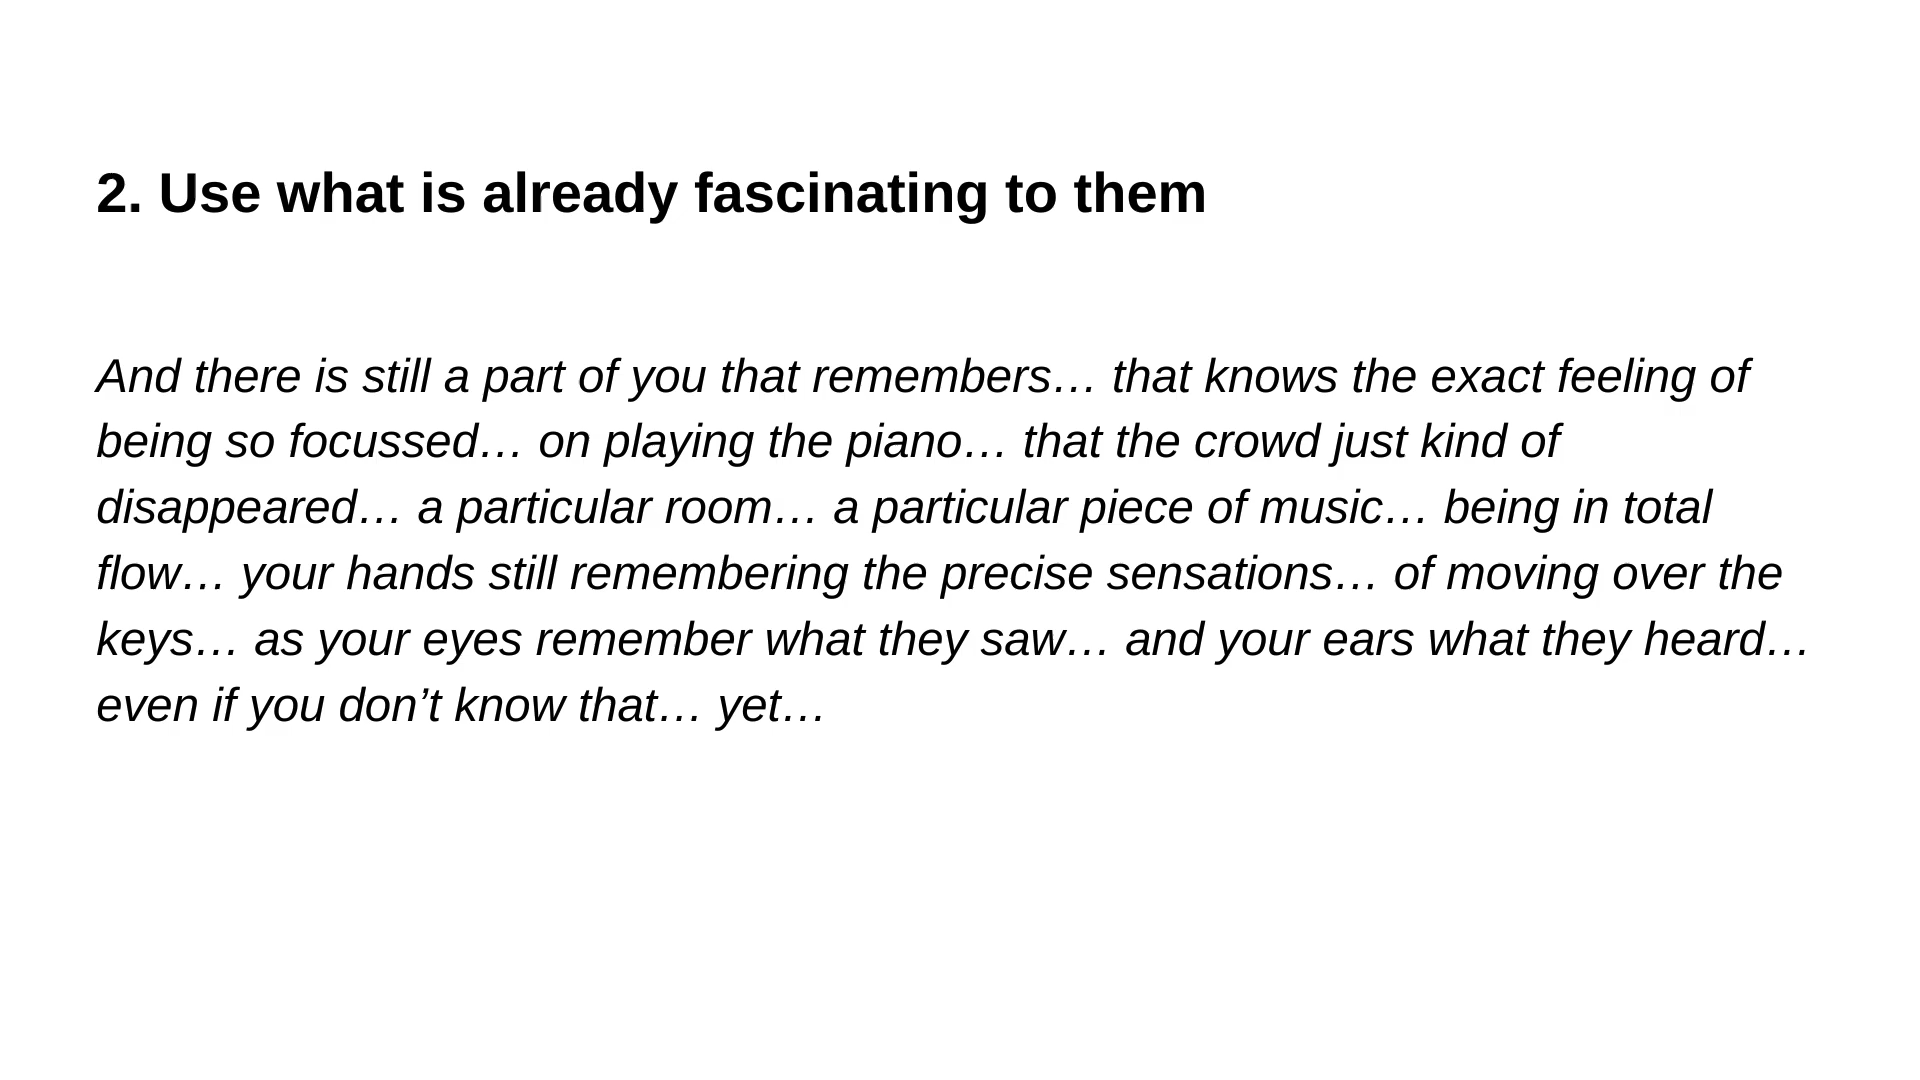 2. Use what is already fascinating to them
And there is still a part of you that remembers… that knows the exact feeling of
being so focussed… on playing the piano… that the crowd just kind of
disappeared… a particular room… a particular piece of music… being in total
flow… your hands still remembering the precise sensations… of moving over the
keys… as your eyes remember what they saw… and your ears what they heard…
even if you don’t know that… yet…